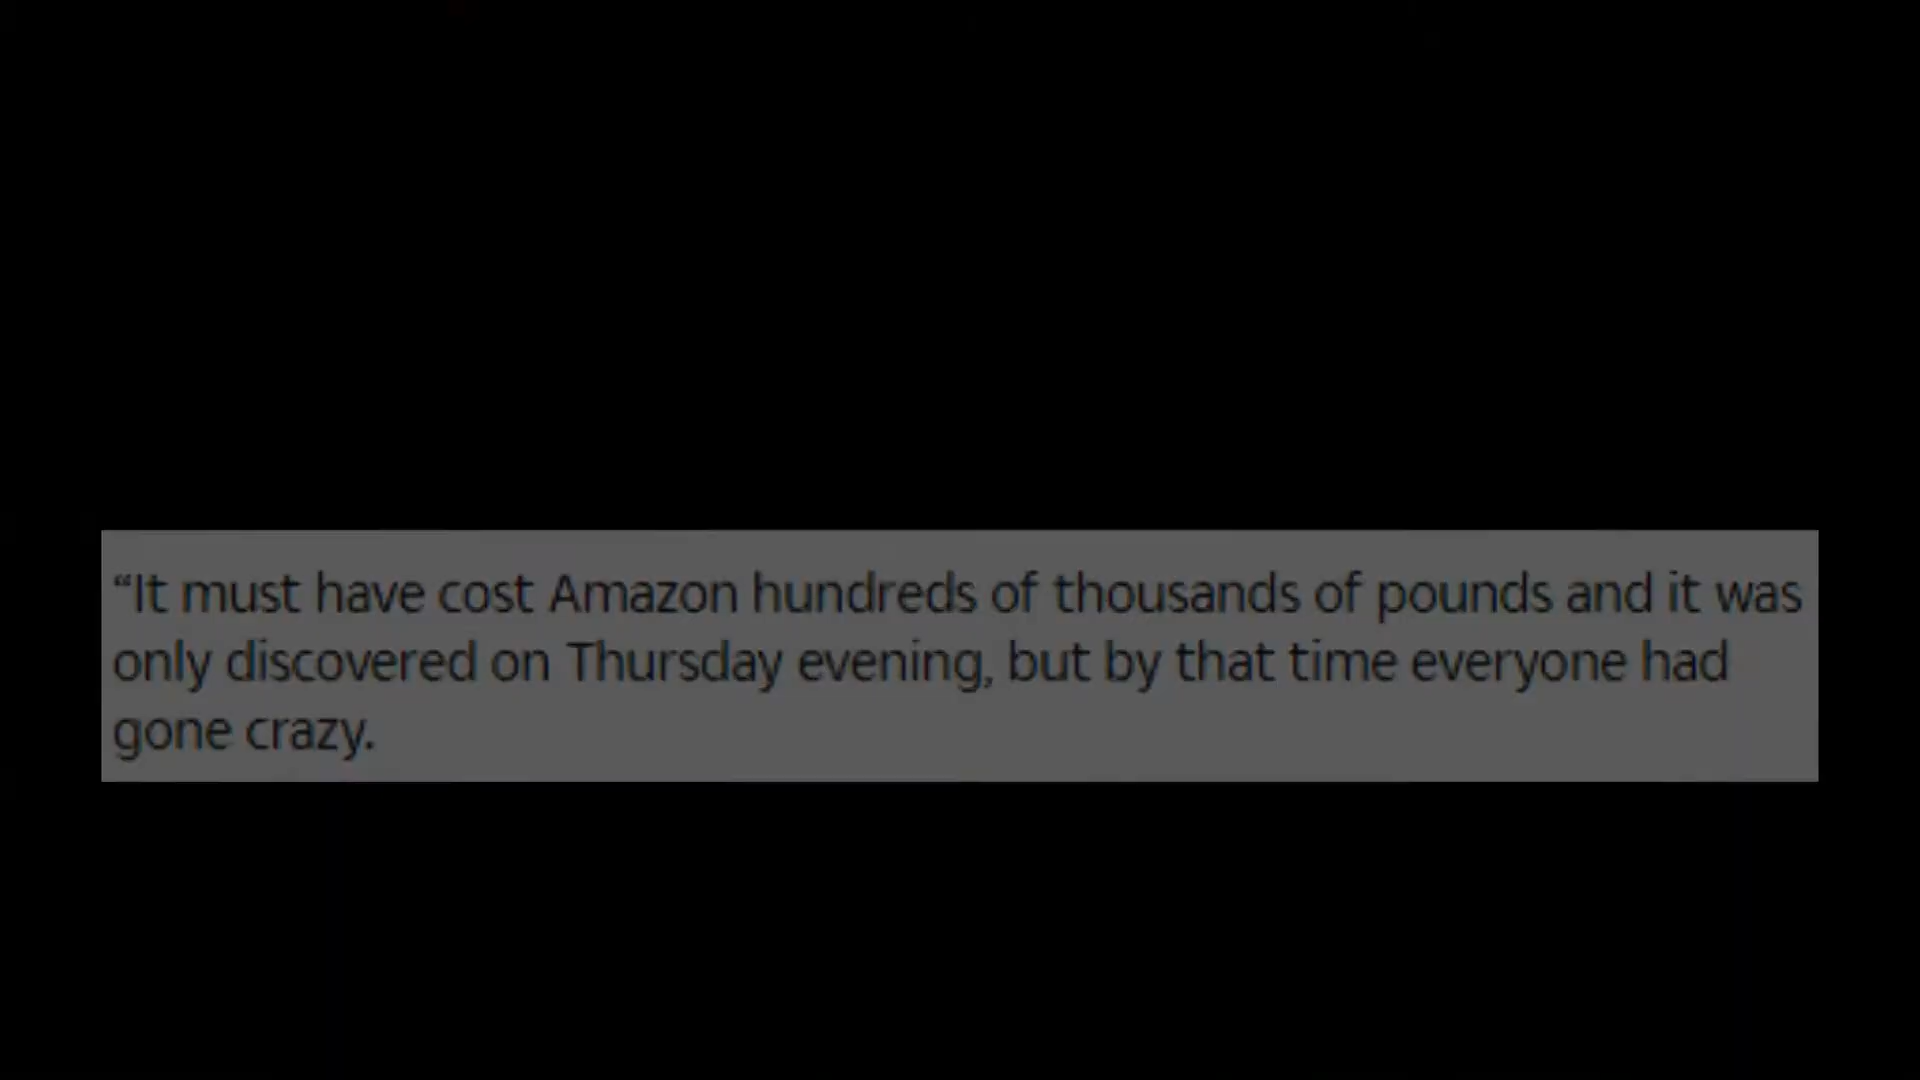 “It must have cost Amazon hundreds of thousands of pounds and it was
only discovered on Thursday evening, but by that time everyone had
gone crazy.